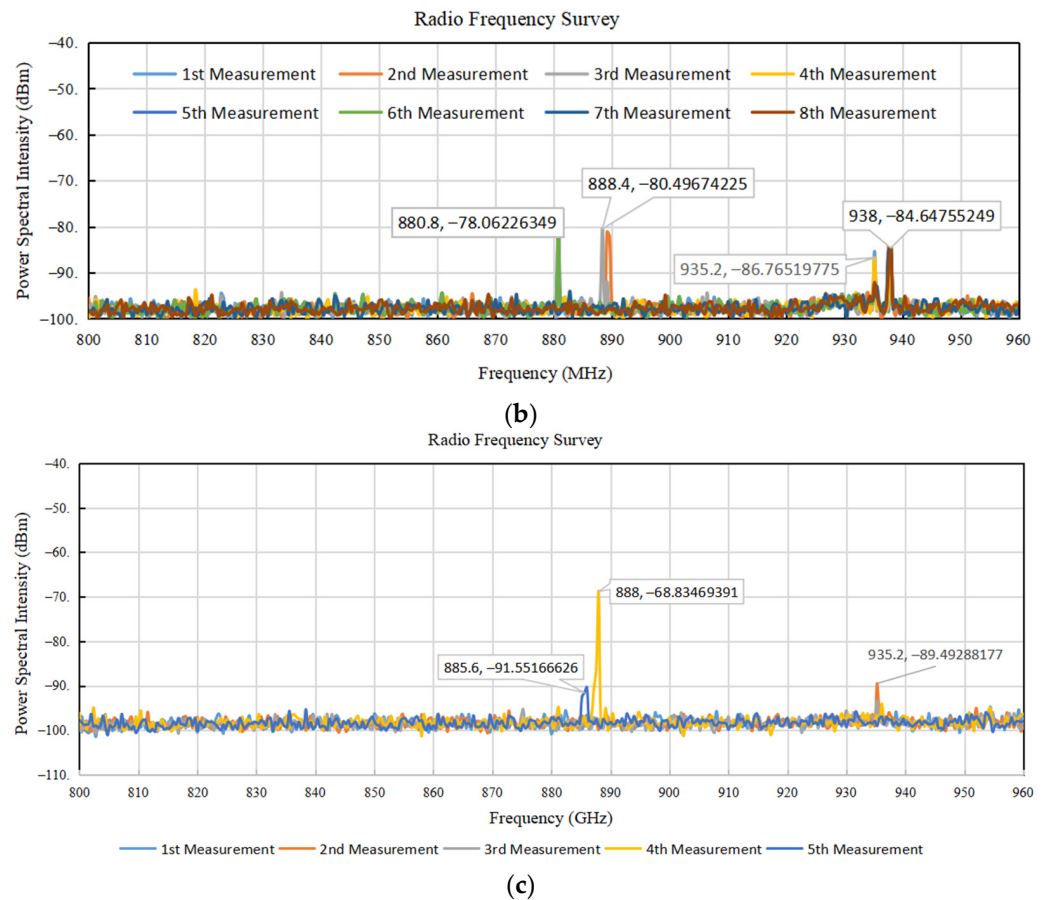 Radio Frequency Survey
Power Spectral Intensity (dBm)
−40.
−50.
−60.
−70.
−80.
−90.
−100.
1st Measurement 2nd Measurement 3rd Measurement 4th Measurement
5th Measurement 6th Measurement 7th Measurement 8th Measurement
888.4, −80.49674225
880.8, −78.06226349
938, −84.64755249
935.2, −86.76519775
800 810 820 830 840 850 860 870 880 890 900 910 920 930 940 950 960
Frequency (MHz)
(b)
Radio Frequency Survey
Power Spectral Intensity (dBm)
−40.
−50.
−60.
−70.
−80.
−90.
−100.
−110.
888, −68.83469391
885.6, −91.55166626
935.2, −89.49288177
800 810 820 830 840 850 860 870 880 890 900 910 920 930 940 950 960
Frequency (GHz)
1st Measurement 2nd Measurement 3rd Measurement 4th Measurement 5th Measurement
(c)